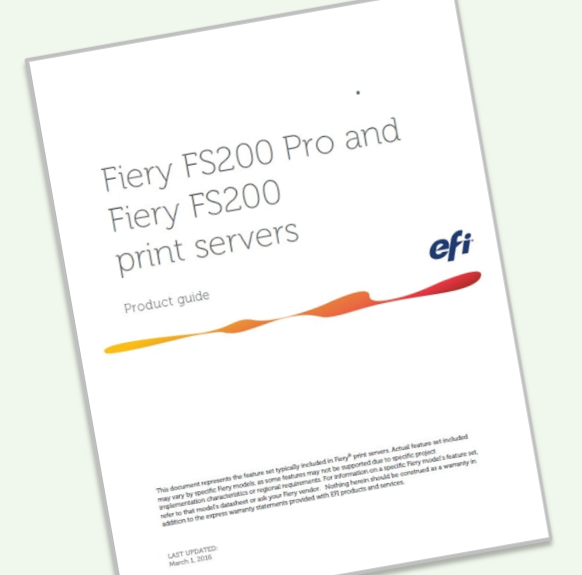 Fiery FS200 Pro and
Fiery FS200
print servers
efi
Product guide
This document represents the feature set typically included in Fiery® print servers. Actual feature set included
may vary by specific Fiery models, as some features may not be supported due to specific project
implementation characteristics or regional requirements. For information on a specific Fiery model's feature set,
refer to that model's datasheet or ask your Fiery vendor. Nothing herein should be construed as a warranty in
addition to the express warranty statements provided with EFI products and services.
LAST UPDATED:
March 1, 2016